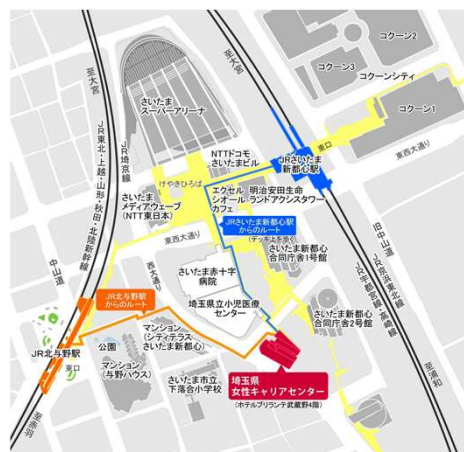 至大宮
至大宮
コクーン2
コクーン3
コクーンシティ
コクーン1
さいたま
スーパーアリーナ
JR東北・上越・山形・秋田・北陸新幹線
JR埼京線
NTTドコモ
さいたまビル
JRさいたま
新都心駅
東口
東西大通り
けやきひろば
さいたま
メディアウェーブ
(NTT東日本)
エクセル
シオール
カフェ
明治安田生命
ランドアクシスタワー
JRさいたま新都心駅
からのルート
(デッキ上を歩く)
旧中山道
東西大通り
中山道
西大通り
さいたま新都心
合同庁舎1号館
JR京浜東北線
JR宇都宮線・高崎線
さいたま赤十字
病院
埼玉県立小児医療
センター
さいたま新都心
合同庁舎2号館
JR北与野駅
からのルート
JR北与野駅
東口
公園
マンション
(シティテラス
さいたま新都心)
マンション
(与野ハウス)
さいたま市立
下落合小学校
埼玉県
女性キャリアセンター
(ホテルブリランテ武蔵野4階)
至赤羽
至浦和